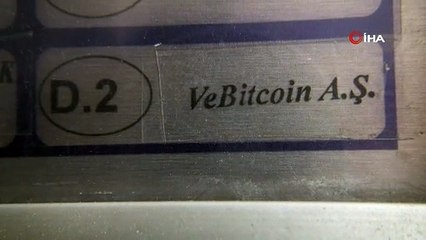 İHA
K
D.2
VeBitcoin A.Ş.